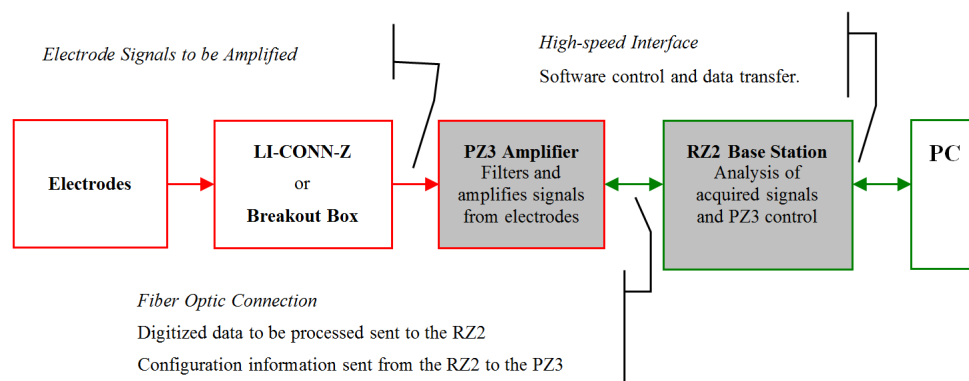 Electrode Signals to be Amplified
High-speed Interface
Software control and data transfer.
Electrodes
LI-CONN-Z
or
Breakout Box
PZ3 Amplifier
Filters and
amplifies signals
from electrodes
RZ2 Base Station
Analysis of
acquired signals
and PZ3 control
PC
Fiber Optic Connection
Digitized data to be processed sent to the RZ2
Configuration information sent from the RZ2 to the PZ3